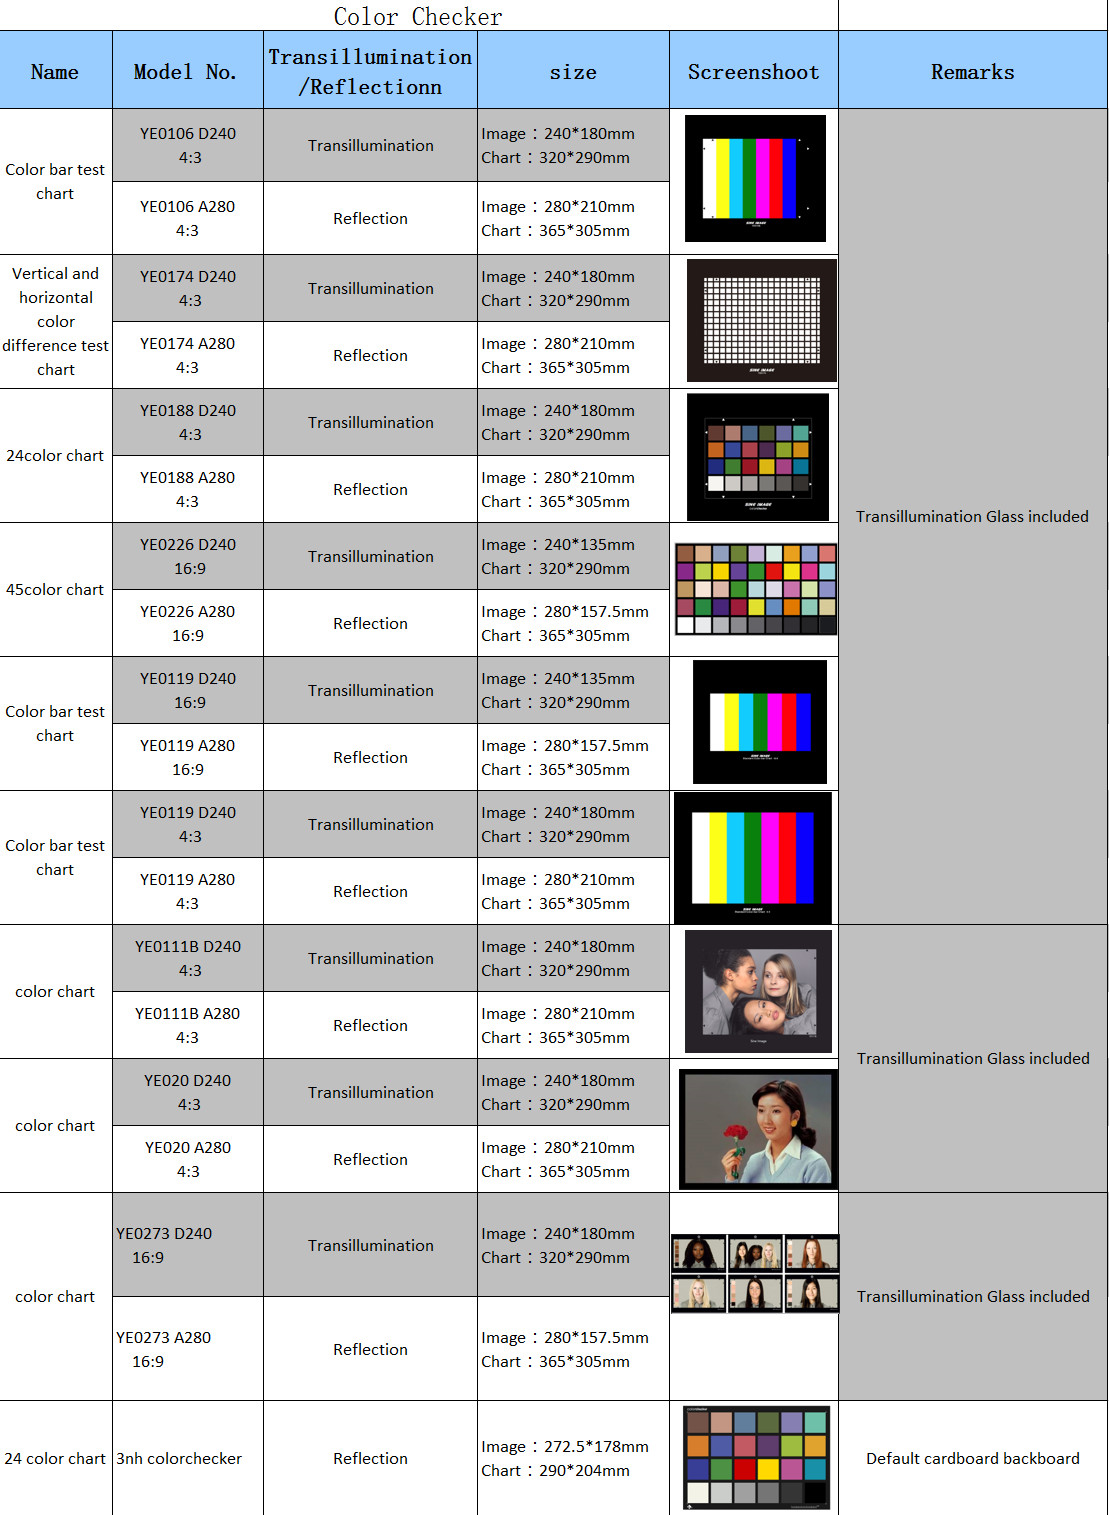 Color Checker
Name
Model No.
Transillumination
/Reflectionn
size
Screenshoot
Remarks
Color bar test
chart
YE0106 D240
4:3
Transillumination
Image：240*180mm
Chart：320*290mm
YE0106 A280
4:3
Reflection
Image：280*210mm
Chart：365*305mm
SINE IMAGE
Vertical and
horizontal
color
difference test
chart
YE0174 D240
4:3
Transillumination
Image：240*180mm
Chart：320*290mm
YE0174 A280
4:3
Reflection
Image：280*210mm
Chart：365*305mm
SINE IMAGE
24color chart
YE0188 D240
4:3
Transillumination
Image：240*180mm
Chart：320*290mm
YE0188 A280
4:3
Reflection
Image：280*210mm
Chart：365*305mm
SINE IMAGE
Transillumination Glass included
45color chart
YE0226 D240
16:9
Transillumination
Image：240*135mm
Chart：320*290mm
YE0226 A280
16:9
Reflection
Image：280*157.5mm
Chart：365*305mm
Color bar test
chart
YE0119 D240
16:9
Transillumination
Image：240*135mm
Chart：320*290mm
YE0119 A280
16:9
Reflection
Image：280*157.5mm
Chart：365*305mm
SINE IMAGE
Color bar test
chart
YE0119 D240
4:3
Transillumination
Image：240*180mm
Chart：320*290mm
YE0119 A280
4:3
Reflection
Image：280*210mm
Chart：365*305mm
SINE IMAGE
color chart
YE0111B D240
4:3
Transillumination
Image：240*180mm
Chart：320*290mm
YE0111B A280
4:3
Reflection
Image：280*210mm
Chart：365*305mm
Sine Image
Transillumination Glass included
color chart
YE020 D240
4:3
Transillumination
Image：240*180mm
Chart：320*290mm
YE020 A280
4:3
Reflection
Image：280*210mm
Chart：365*305mm
color chart
YE0273 D240
16:9
Transillumination
Image：240*180mm
Chart：320*290mm
YE0273 A280
16:9
Reflection
Image：280*157.5mm
Chart：365*305mm
Transillumination Glass included
24 color chart
3nh colorchecker
Reflection
Image：272.5*178mm
Chart：290*204mm
Default cardboard backboard